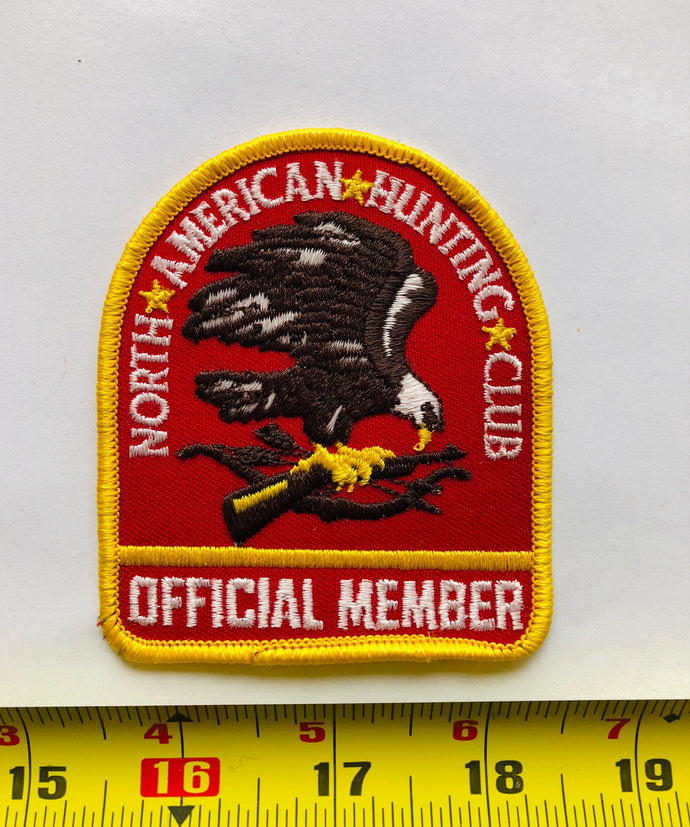 NORTH AMERICAN HUNTING CLUB
OFFICIAL MEMBER
3 4 5 6 7
15 16 17 18 19